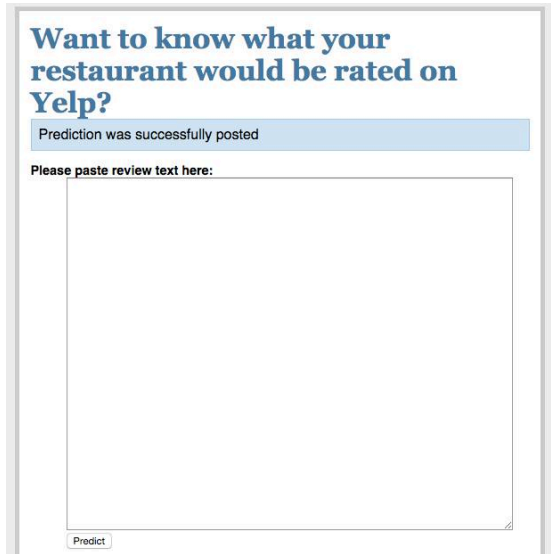 Want to know what your
restaurant would be rated on
Yelp?
Prediction was successfully posted
Please paste review text here:
Predict